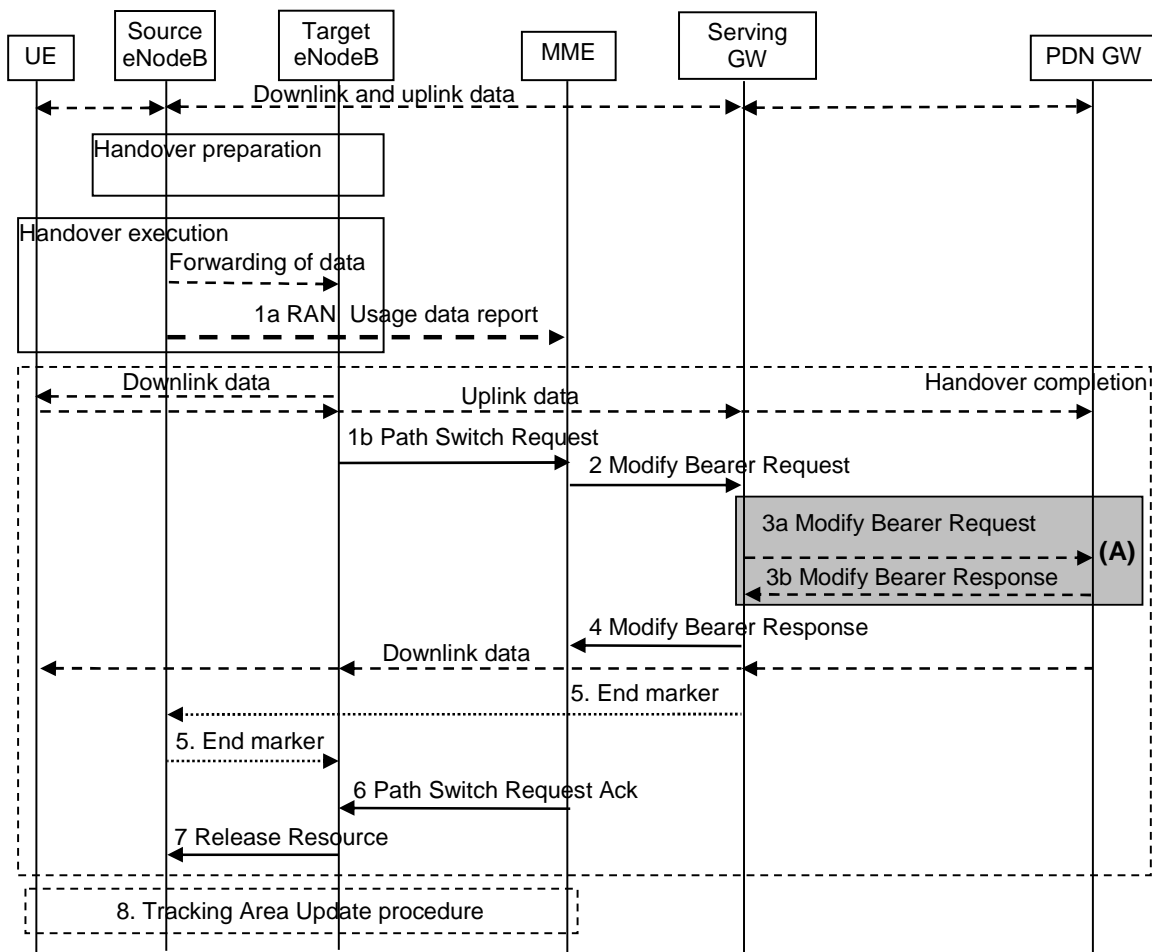 UE
Source
eNodeB
Target
eNodeB
MME
Serving
GW
PDN GW
Downlink and uplink data
Handover preparation
Handover execution
Forwarding of data
1a RAN  Usage data report
Downlink data
Uplink data
Handover completion
1b Path Switch Request
2 Modify Bearer Request
3a Modify Bearer Request
(A)
3b Modify Bearer Response
4 Modify Bearer Response
Downlink data
5. End marker
5. End marker
6 Path Switch Request Ack
7 Release Resource
8. Tracking Area Update procedure